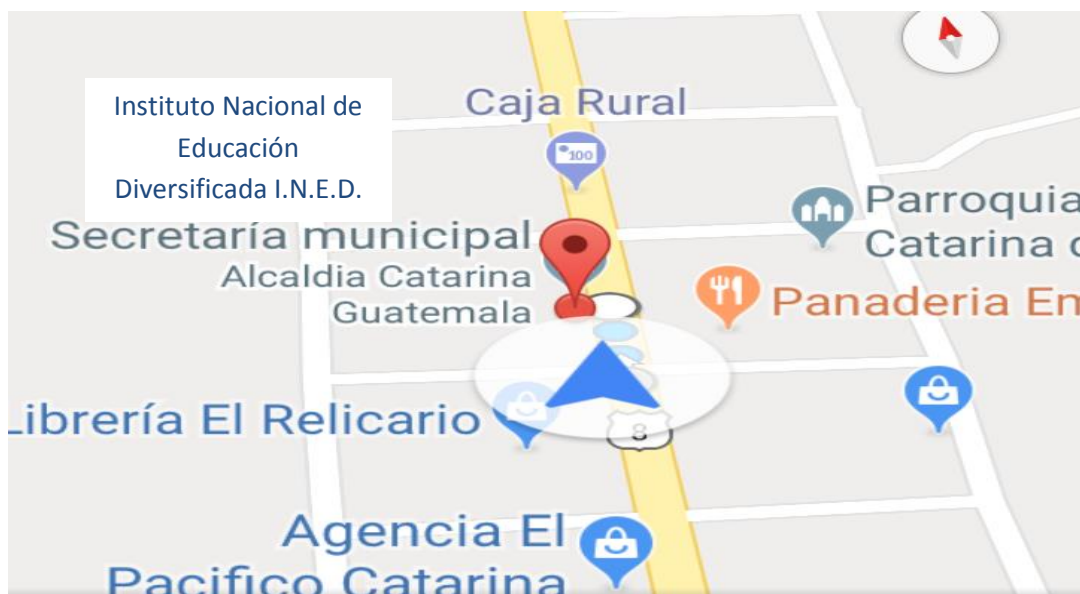 Instituto Nacional de
Educación
Diversificada I.N.E.D.
Caja Rural
100
Secretaría municipal
Alcaldia Catarina
Guatemala
Parroquia
Catarina
Panaderia
Librería El Relicario
8
Agencia El
Pacifico Catarina